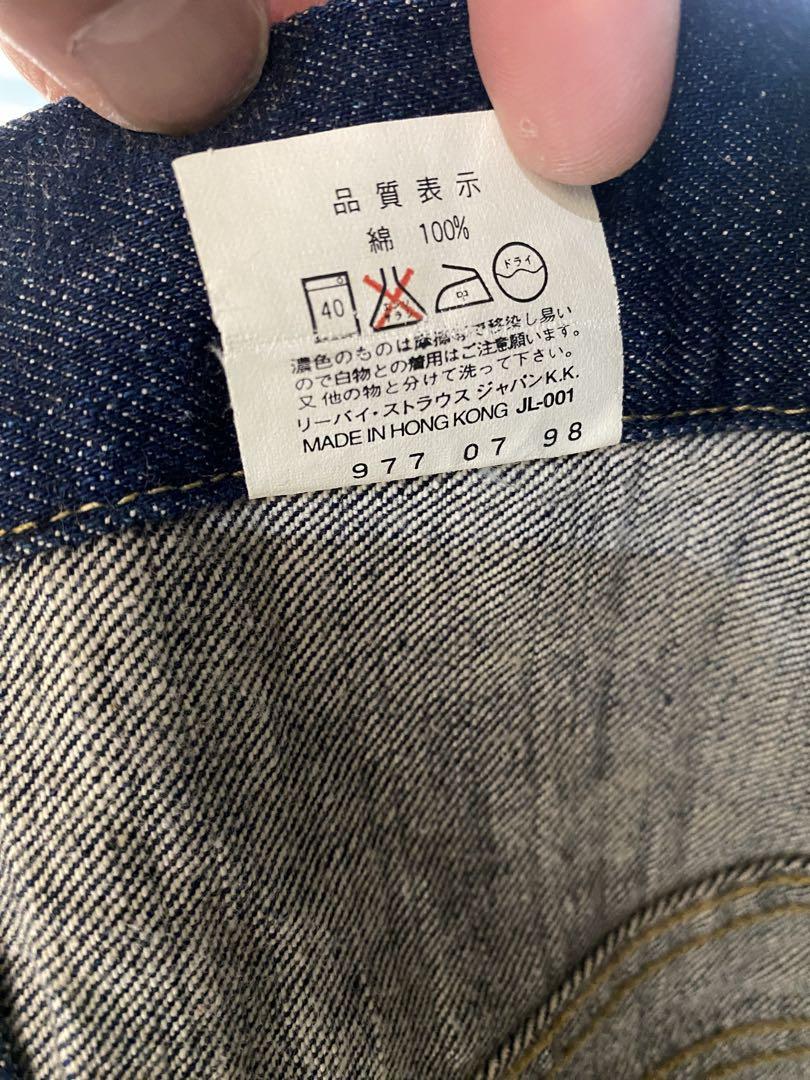 品質表示
綿 100%
40
中
ドライ
濃色のものは摩擦等で移染し易い
ので白物との着用はご注意願います。
又他の物と分けて洗って下さい。
リーバイ・ストラウス ジャパンK.K.
MADE IN HONG KONG JL-001
977 07 98